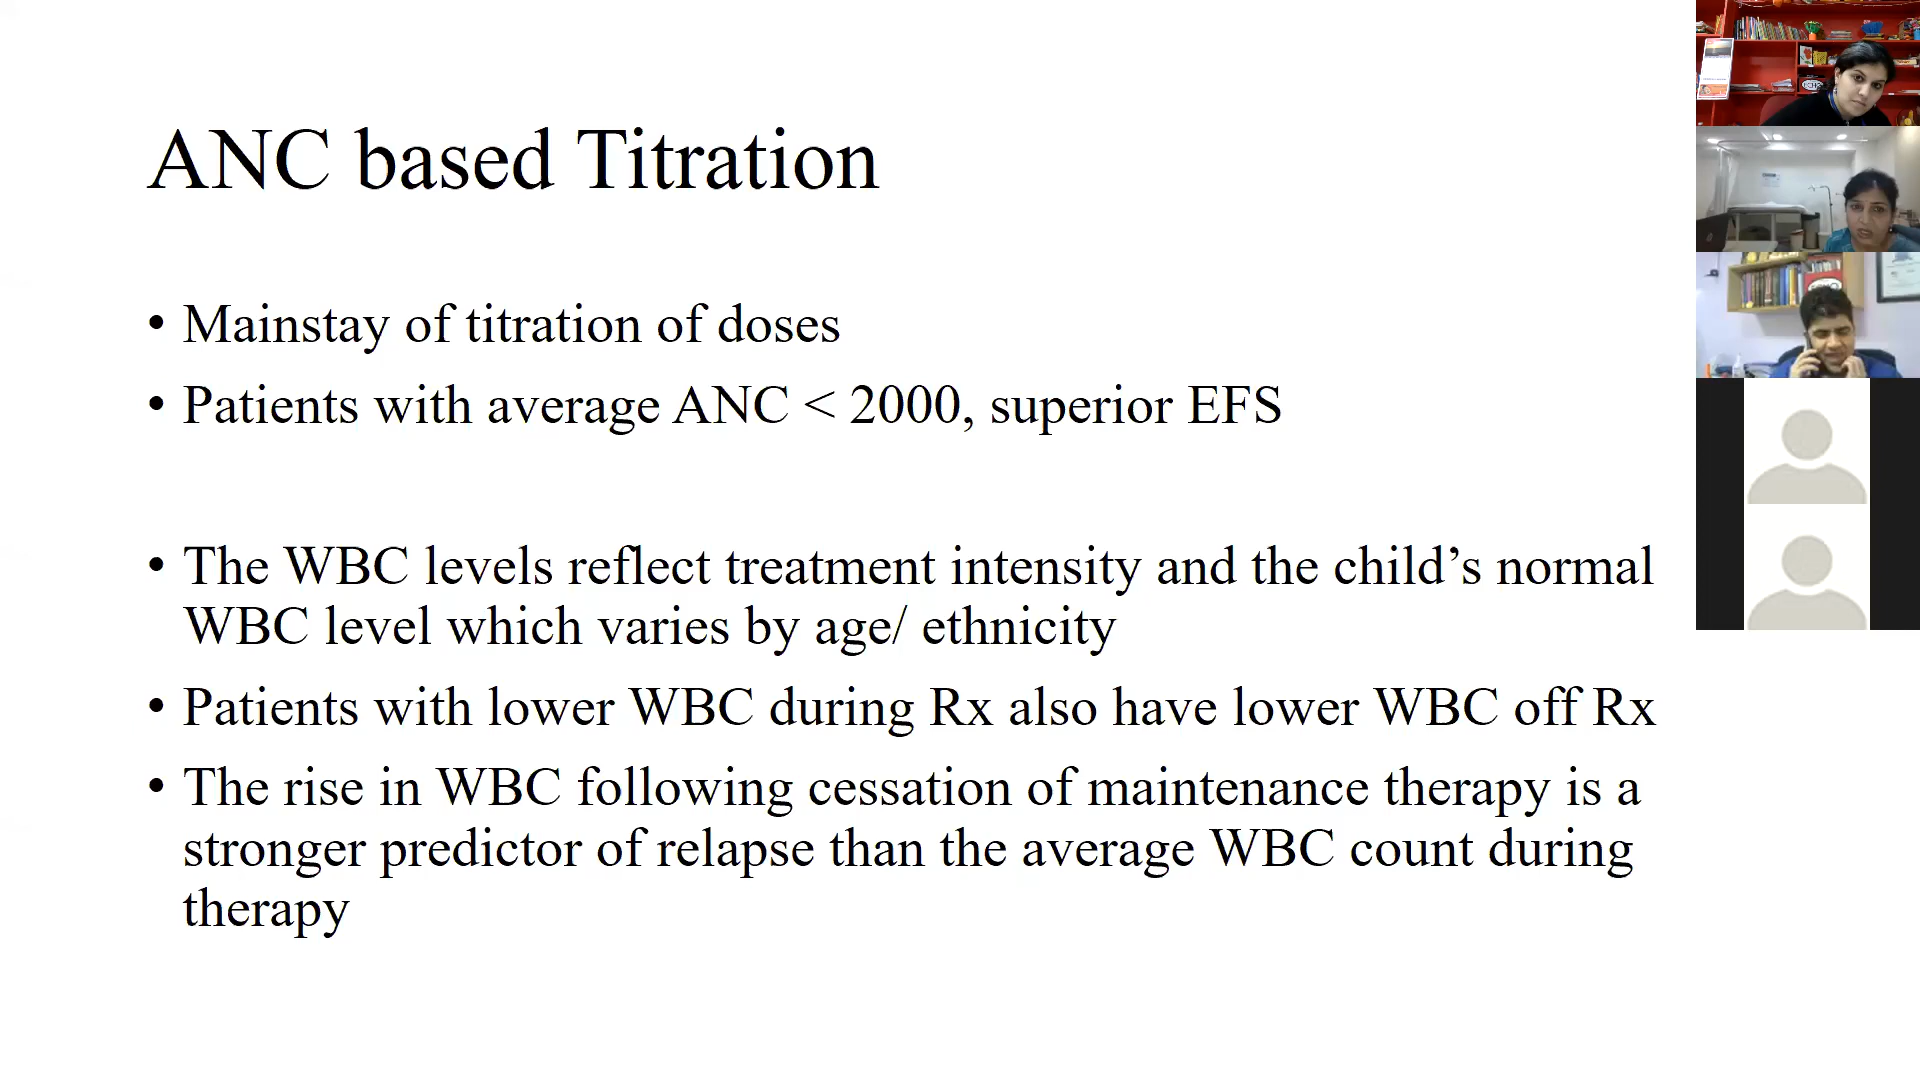 ANC based Titration
• Mainstay of titration of doses
• Patients with average ANC < 2000, superior EFS
• The WBC levels reflect treatment intensity and the child’s normal
WBC level which varies by age/ ethnicity
• Patients with lower WBC during Rx also have lower WBC off Rx
• The rise in WBC following cessation of maintenance therapy is a
stronger predictor of relapse than the average WBC count during
therapy